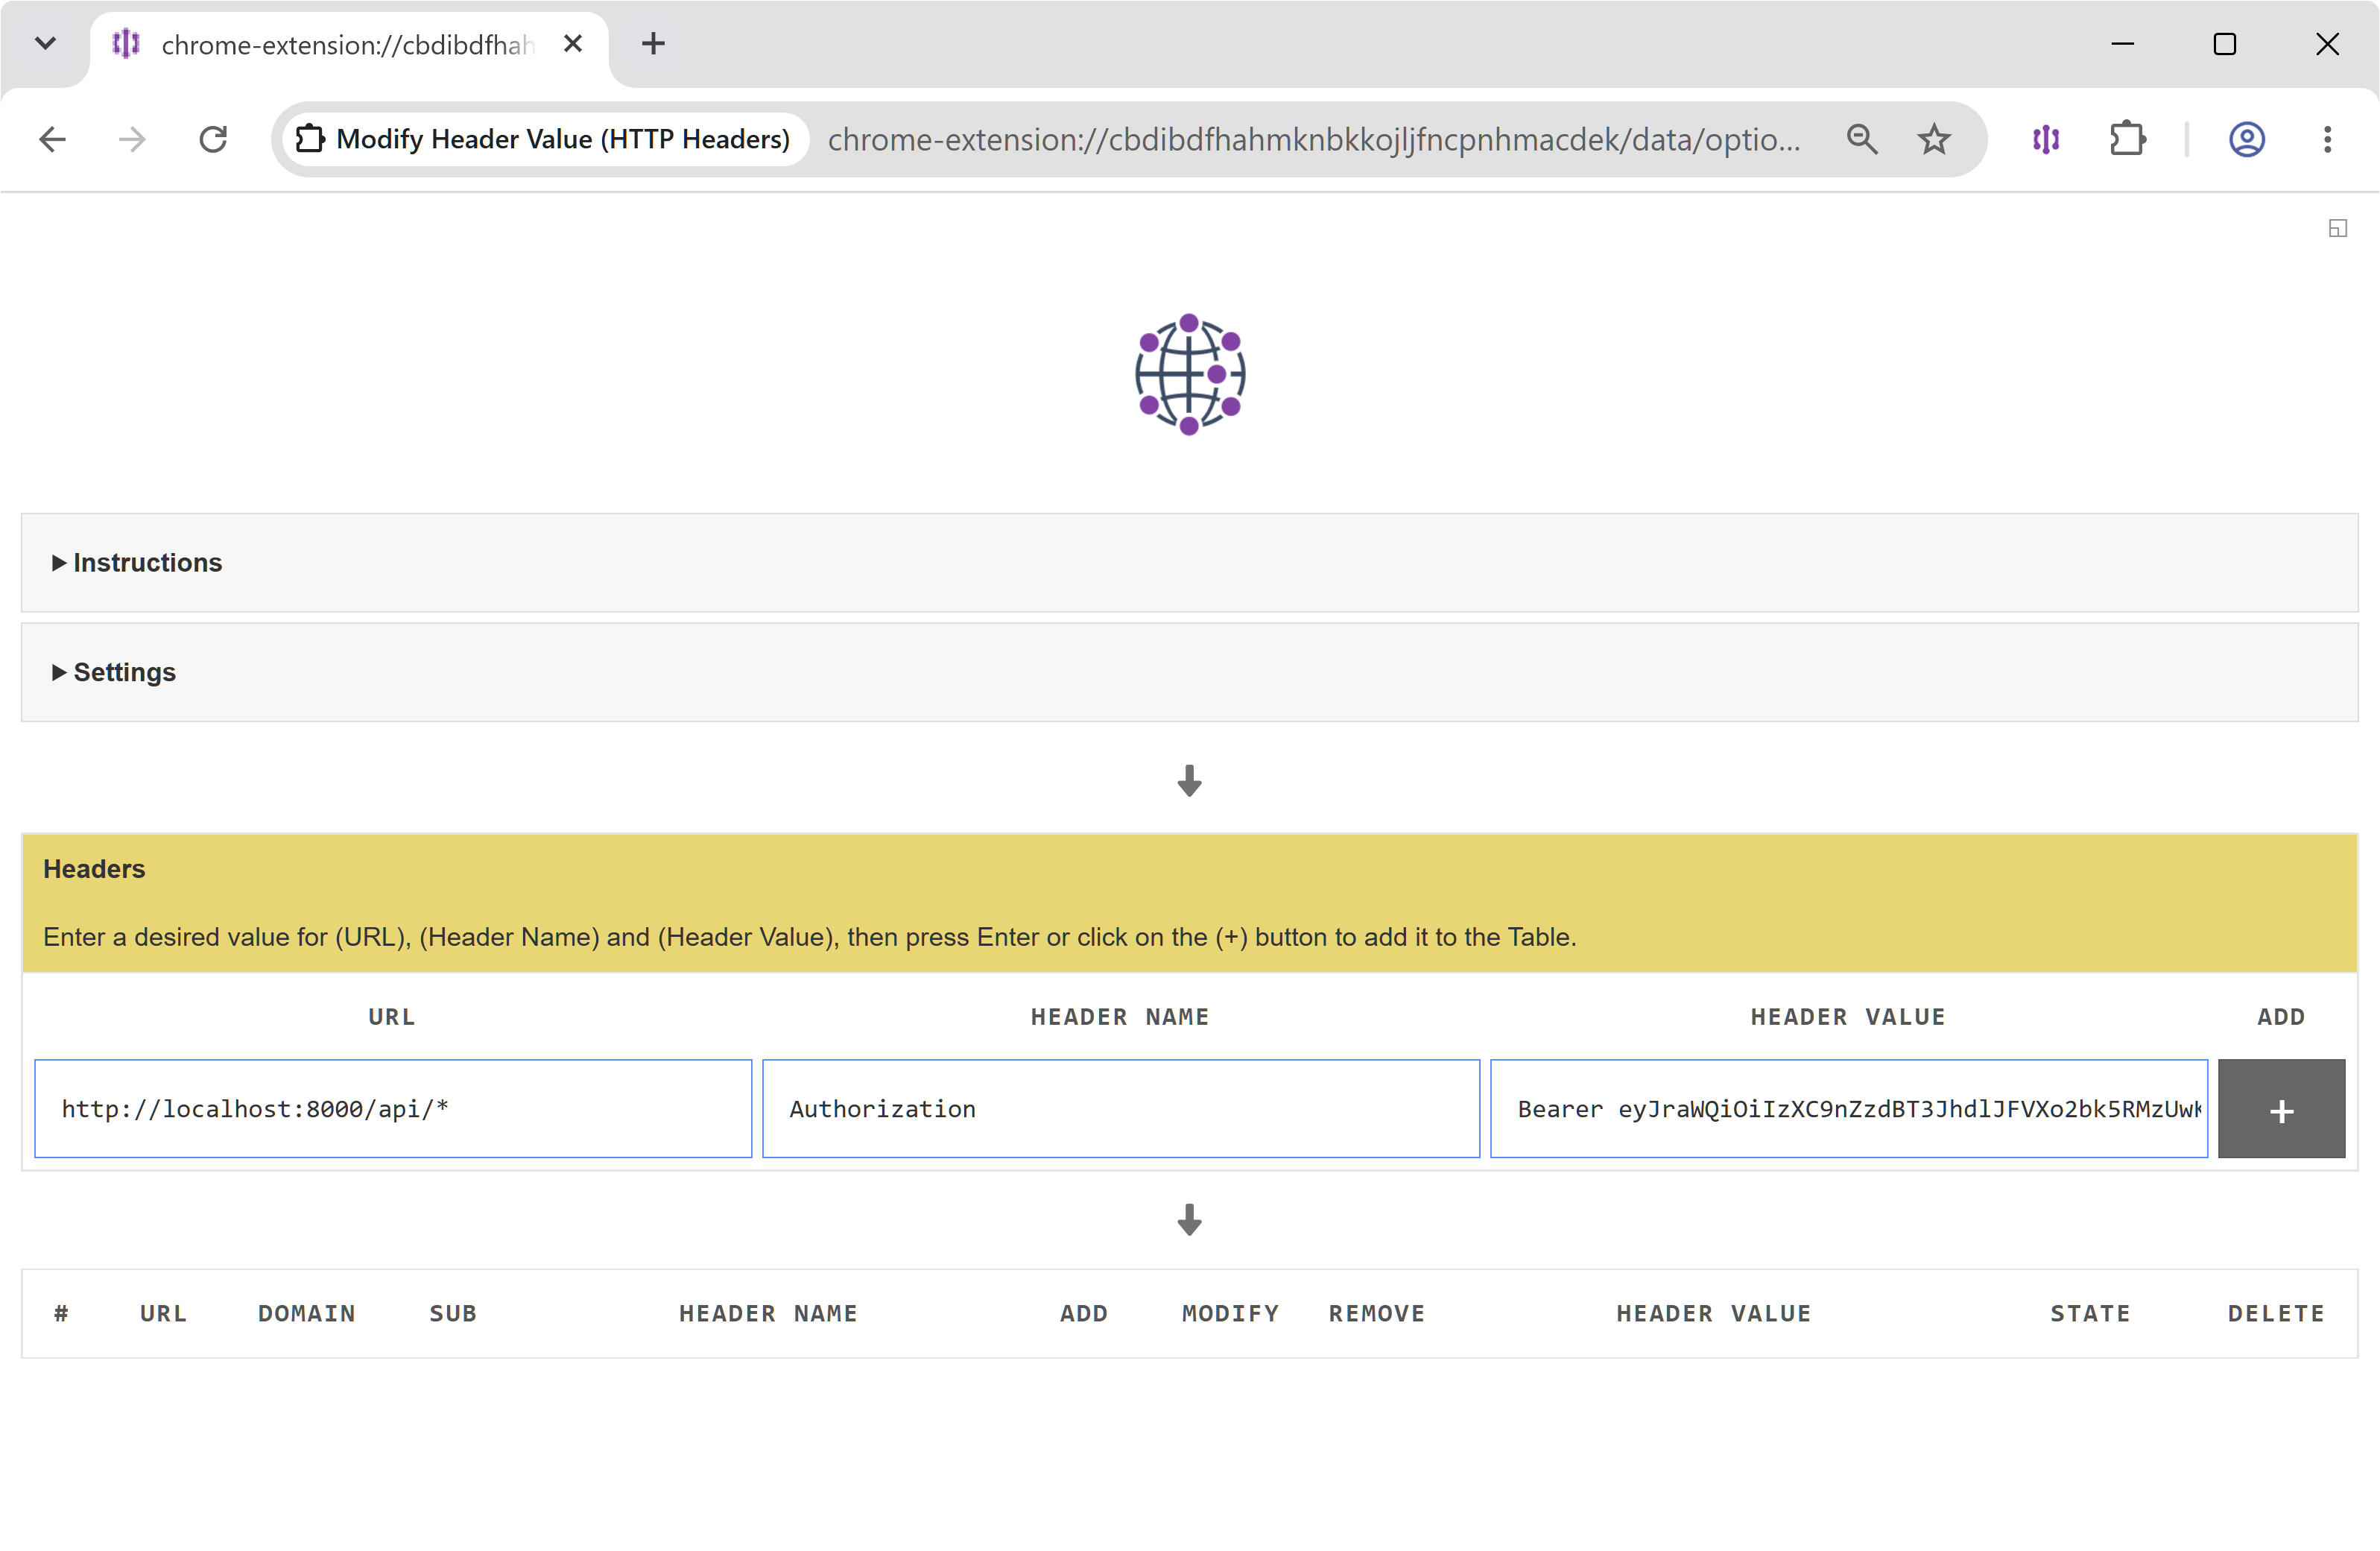 chrome-extension://cbdibdfhah
Modify Header Value (HTTP Headers) chrome-extension://cbdibdfhahmknbkkojljfncpnhmacdek/data/optio...
Instructions
Settings
Headers
Enter a desired value for (URL), (Header Name) and (Header Value), then press Enter or click on the (+) button to add it to the Table.
URL HEADER NAME HEADER VALUE ADD
http://localhost:8000/api/* Authorization Bearer eyJraWQiOiIzXC9nZzdBT3JhdlJFVXo2bk5RMzUwK +
# URL DOMAIN SUB HEADER NAME ADD MODIFY REMOVE HEADER VALUE STATE DELETE